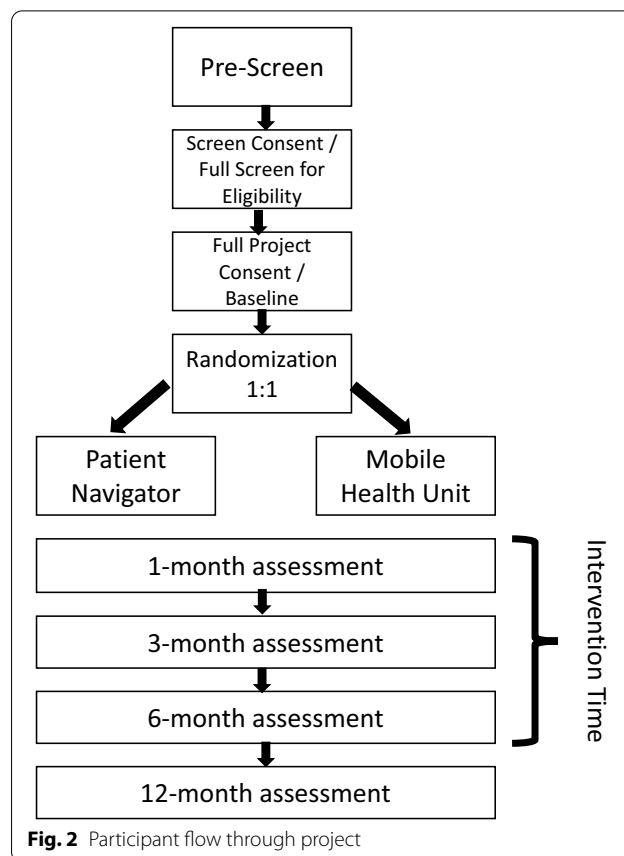 Pre-Screen
Screen Consent /
Full Screen for
Eligibility
Full Project
Consent /
Baseline
Randomization
1:1
Patient
Navigator
Mobile
Health Unit
1-month assessment
3-month assessment
6-month assessment
Intervention Time
12-month assessment
Fig. 2 Participant flow through project